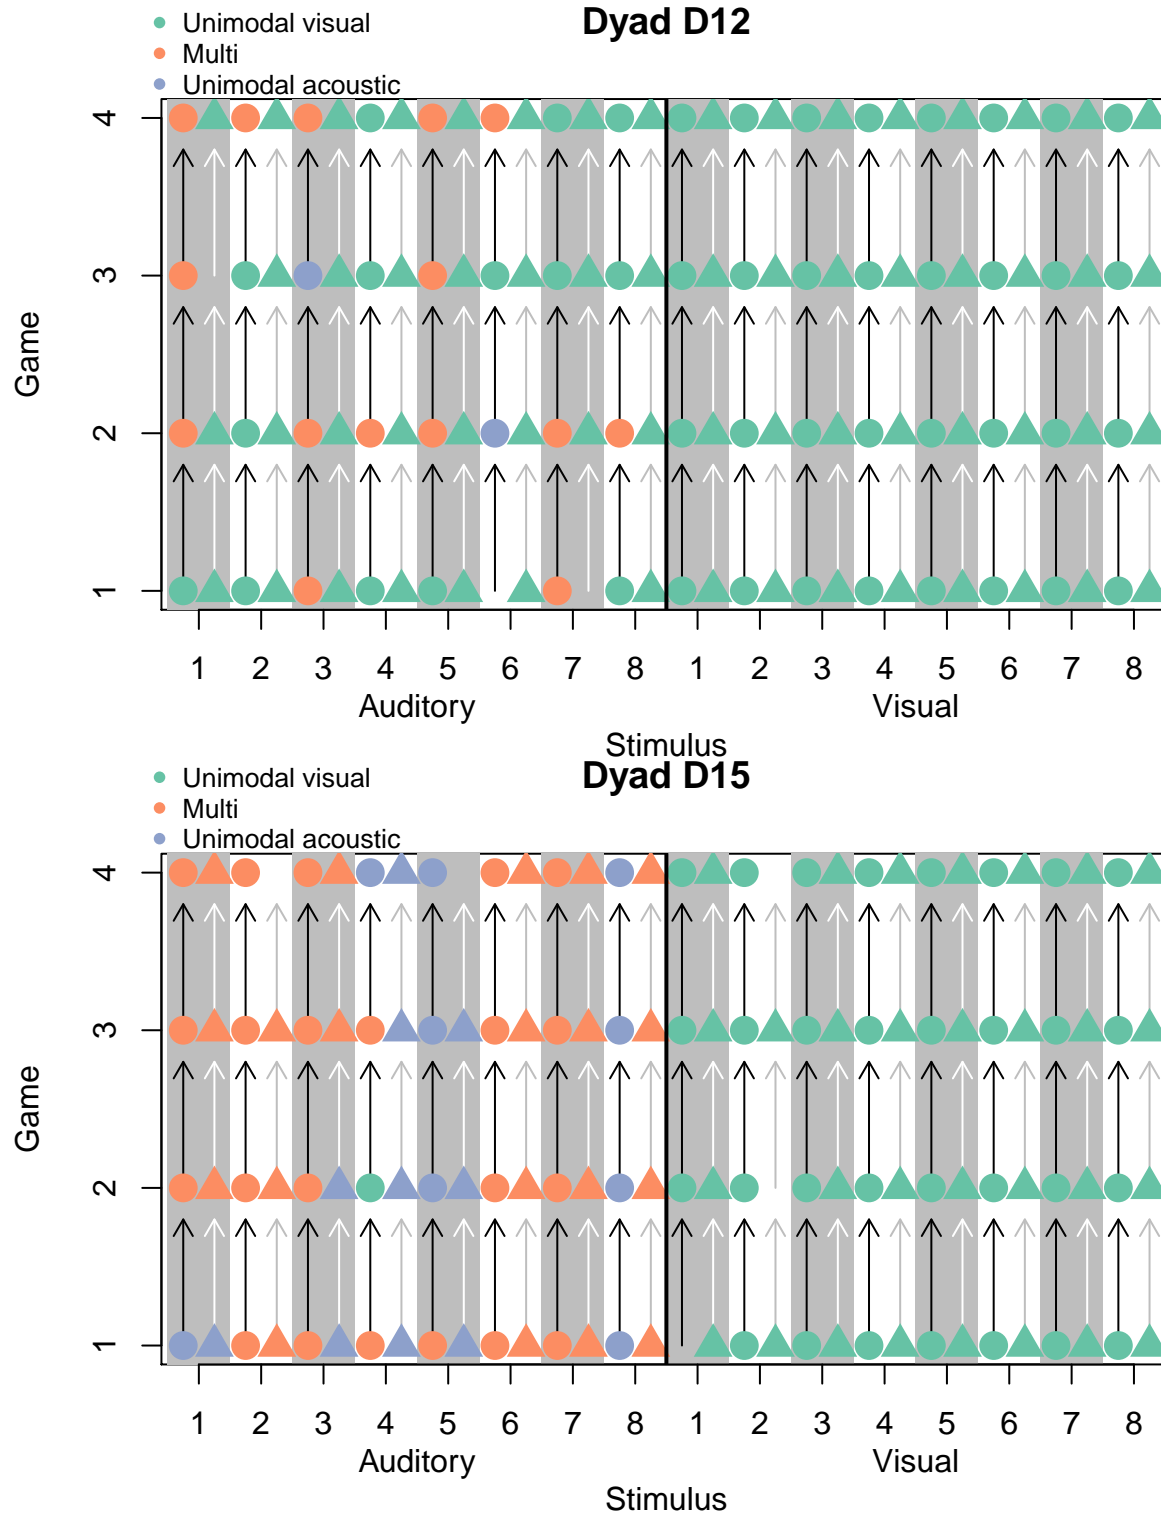 Dyad D12
Unimodal visual
Multi
Unimodal acoustic
4
3
2
1
Game
1 2 3 4 5 6 7 8 1 2 3 4 5 6 7 8
Auditory Visual
Stimulus
Dyad D15
Unimodal visual
Multi
Unimodal acoustic
4
3
2
1
Game
1 2 3 4 5 6 7 8 1 2 3 4 5 6 7 8
Auditory Visual
Stimulus